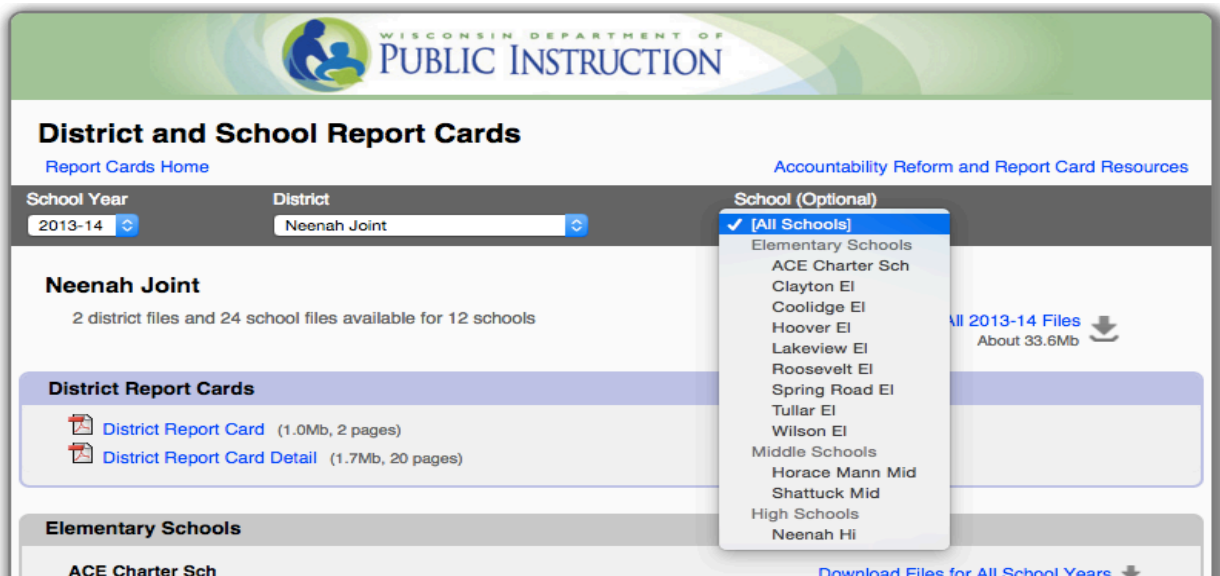 WISCONSIN DEPARTMENT OF
PUBLIC INSTRUCTION
District and School Report Cards
Report Cards Home
Accountability Reform and Report Card Resources
School Year
District
School (Optional)
2013-14
Neenah Joint
✓ [All Schools]
Elementary Schools
ACE Charter Sch
Clayton El
Coolidge El
Hoover El
Lakeview El
Roosevelt El
Spring Road El
Tullar El
Wilson El
Middle Schools
Horace Mann Mid
Shattuck Mid
High Schools
Neenah Hi
Neenah Joint
2 district files and 24 school files available for 12 schools
All 2013-14 Files
About 33.6Mb
District Report Cards
District Report Card (1.0Mb, 2 pages)
District Report Card Detail (1.7Mb, 20 pages)
Elementary Schools
ACE Charter Sch
Download Files for All School Years